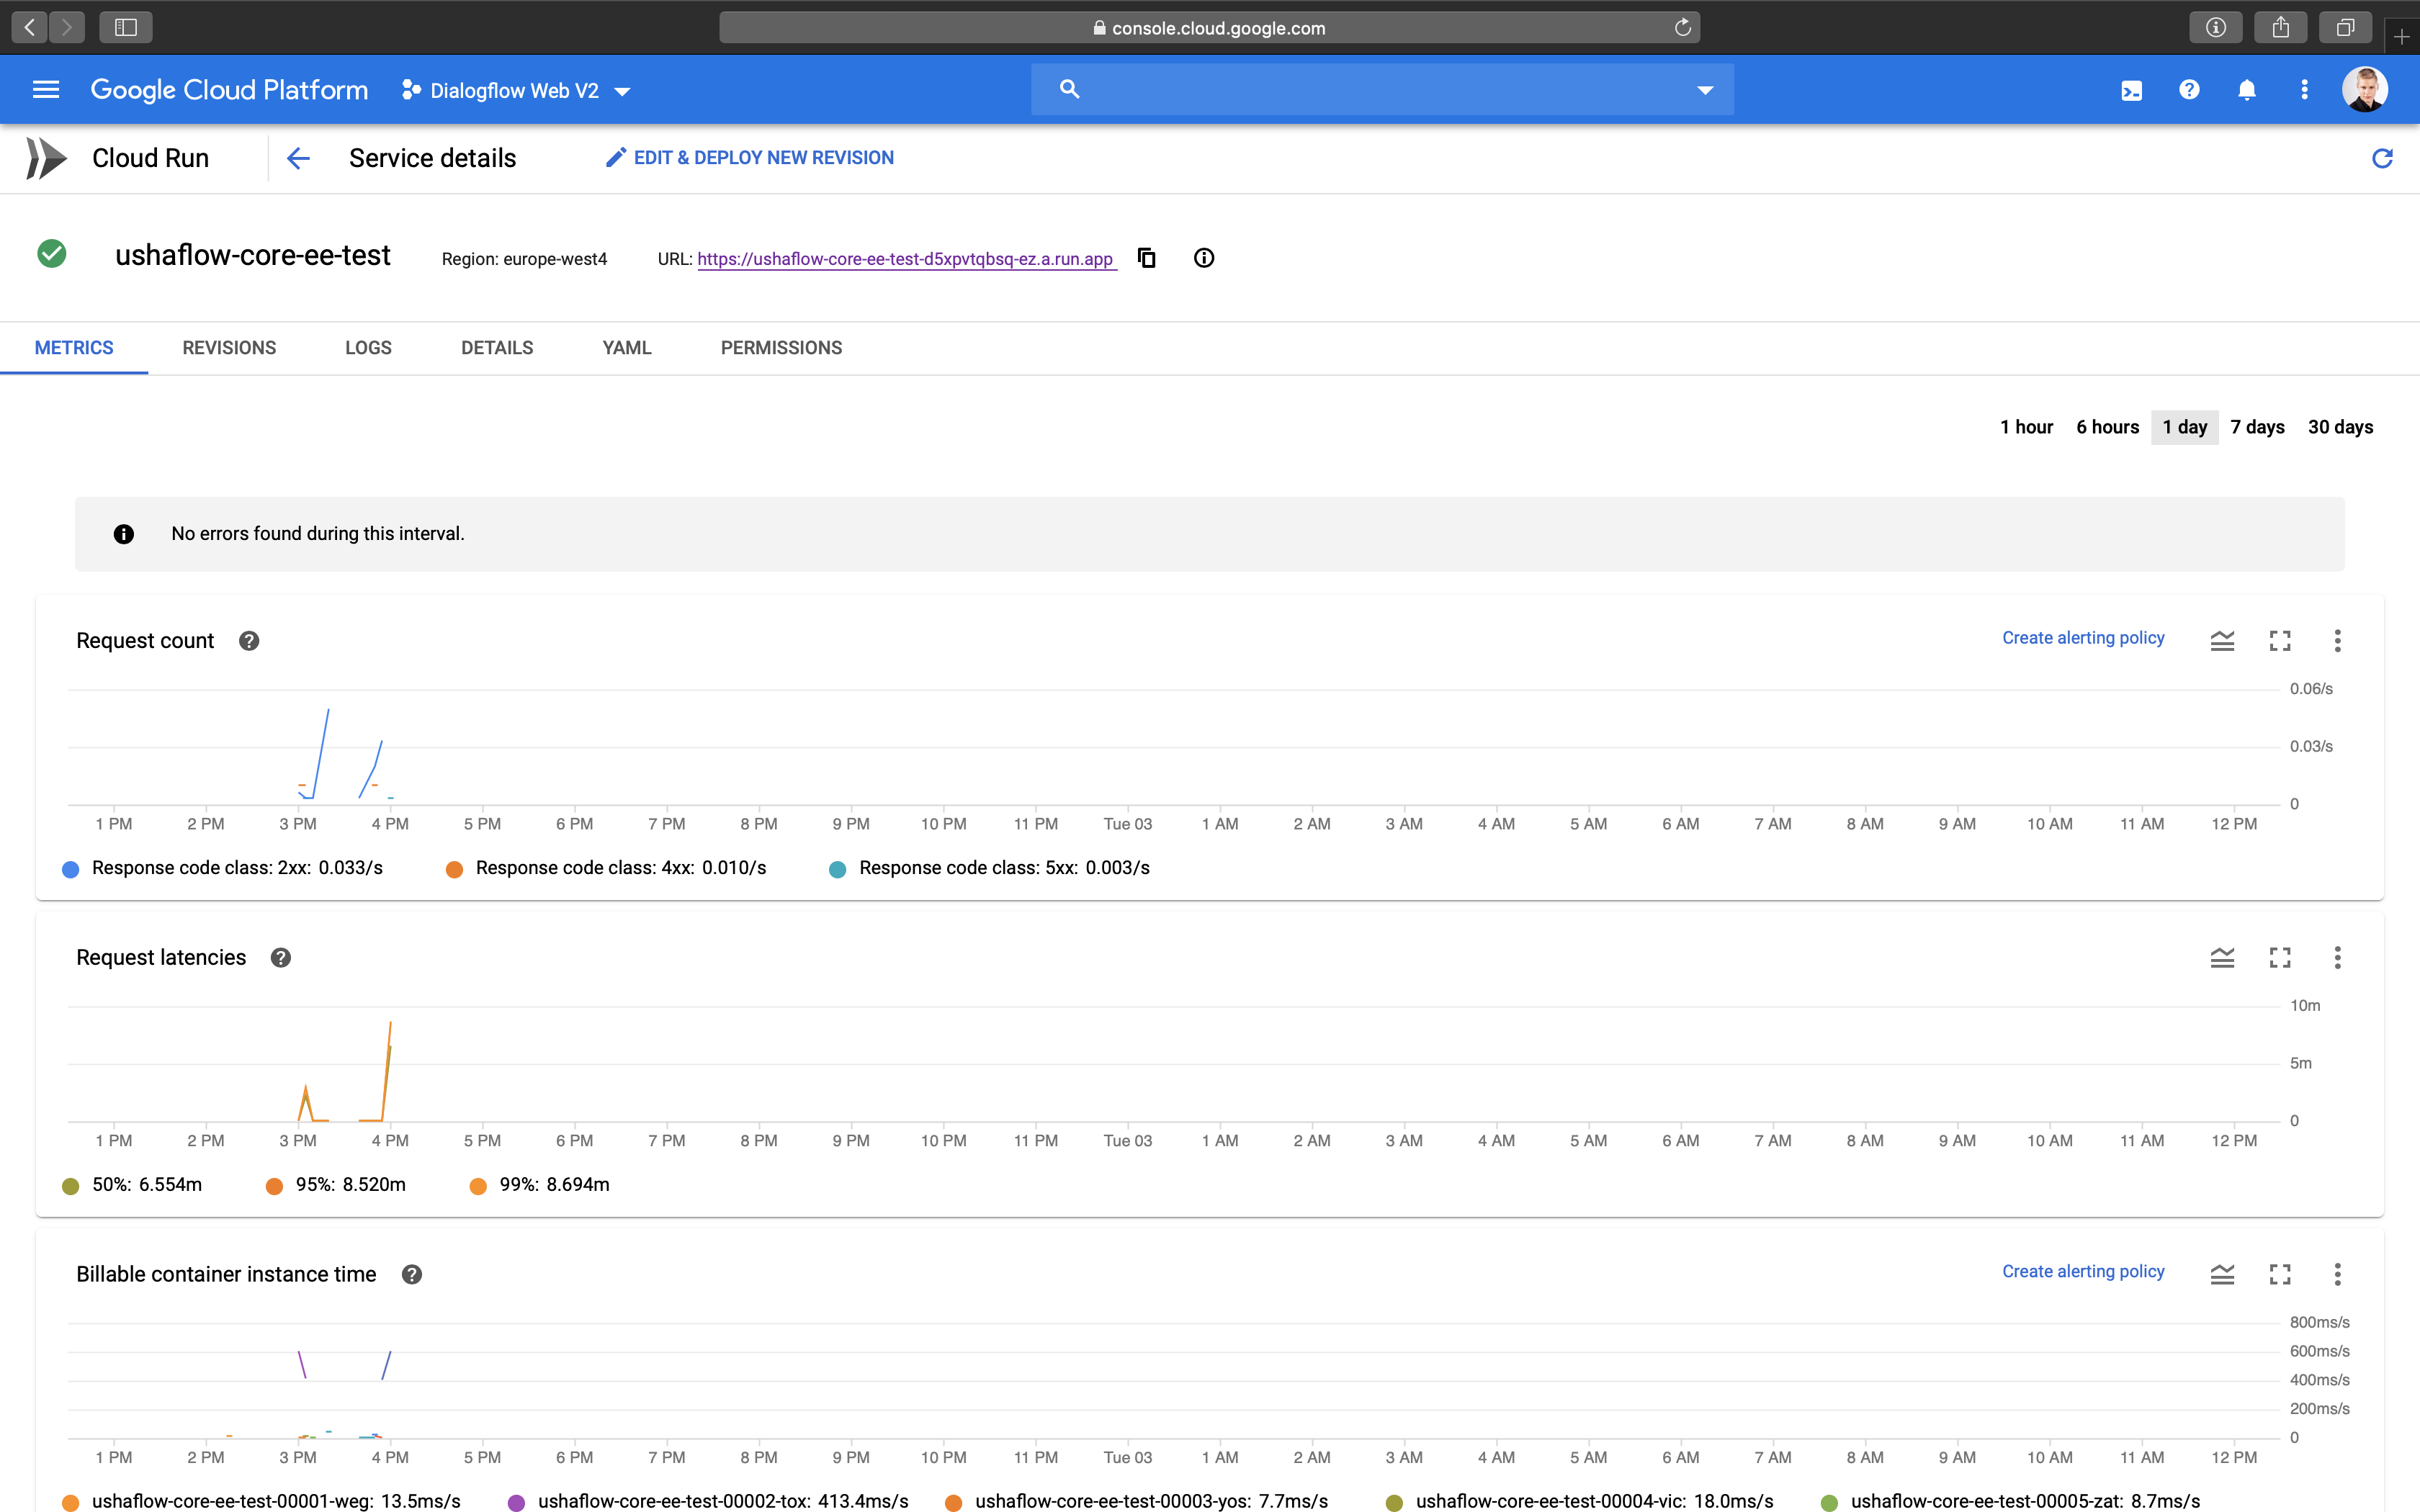 console.cloud.google.com
Google Cloud Platform Dialogflow Web V2
Cloud Run Service details EDIT & DEPLOY NEW REVISION
ushaflow-core-ee-test Region: europe-west4 URL: https://ushaflow-core-ee-test-d5xpvtqbsq-ez.a.run.app
METRICS REVISIONS LOGS DETAILS YAML PERMISSIONS
1 hour 6 hours 1 day 7 days 30 days
No errors found during this interval.
Request count Create alerting policy
0.06/s
0.03/s
0
1 PM 2 PM 3 PM 4 PM 5 PM 6 PM 7 PM 8 PM 9 PM 10 PM 11 PM Tue 03 1 AM 2 AM 3 AM 4 AM 5 AM 6 AM 7 AM 8 AM 9 AM 10 AM 11 AM 12 PM
Response code class: 2xx: 0.033/s Response code class: 4xx: 0.010/s Response code class: 5xx: 0.003/s
Request latencies
10m
5m
0
1 PM 2 PM 3 PM 4 PM 5 PM 6 PM 7 PM 8 PM 9 PM 10 PM 11 PM Tue 03 1 AM 2 AM 3 AM 4 AM 5 AM 6 AM 7 AM 8 AM 9 AM 10 AM 11 AM 12 PM
50%: 6.554m 95%: 8.520m 99%: 8.694m
Billable container instance time Create alerting policy
800ms/s
600ms/s
400ms/s
200ms/s
0
1 PM 2 PM 3 PM 4 PM 5 PM 6 PM 7 PM 8 PM 9 PM 10 PM 11 PM Tue 03 1 AM 2 AM 3 AM 4 AM 5 AM 6 AM 7 AM 8 AM 9 AM 10 AM 11 AM 12 PM
ushaflow-core-ee-test-00001-weg: 13.5ms/s ushaflow-core-ee-test-00002-tox: 413.4ms/s ushaflow-core-ee-test-00003-yos: 7.7ms/s ushaflow-core-ee-test-00004-vic: 18.0ms/s ushaflow-core-ee-test-00005-zat: 8.7ms/s